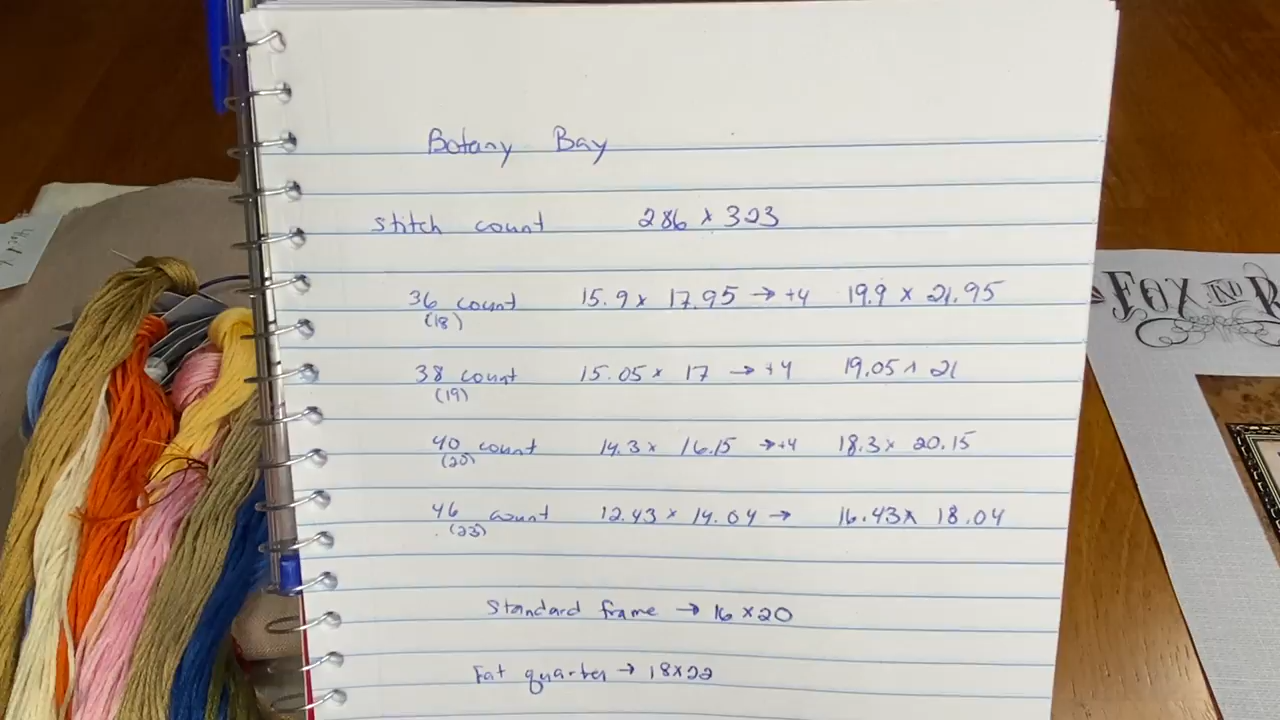 Botany Bay
Stitch count 286 x 323
36 count 15.9 x 17.95 → +4 19.9 x 21.95
(18)
38 count 15.05 x 17 → +4 19.05 x 21
(19)
40 count 14.3 x 16.15 → +4 18.3 x 20.15
(20)
46 count 12.43 x 14.04 → 16.43 x 18.04
(23)
Standard frame → 16 x 20
Fat quarter → 18 x 22
FOX AND